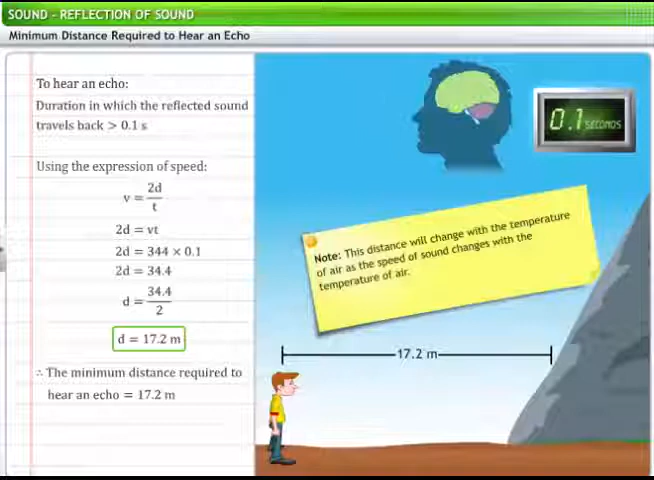 SOUND - REFLECTION OF SOUND
Minimum Distance Required to Hear an Echo
To hear an echo:
Duration in which the reflected sound
travels back > 0.1 s
Using the expression of speed:
v = 2d/t
2d = vt
2d = 344 × 0.1
2d = 34.4
d = 34.4/2
d = 17.2 m
∴ The minimum distance required to
hear an echo = 17.2 m
0.1 SECONDS
Note: This distance will change with the temperature
of air as the speed of sound changes with the
temperature of air.
17.2 m